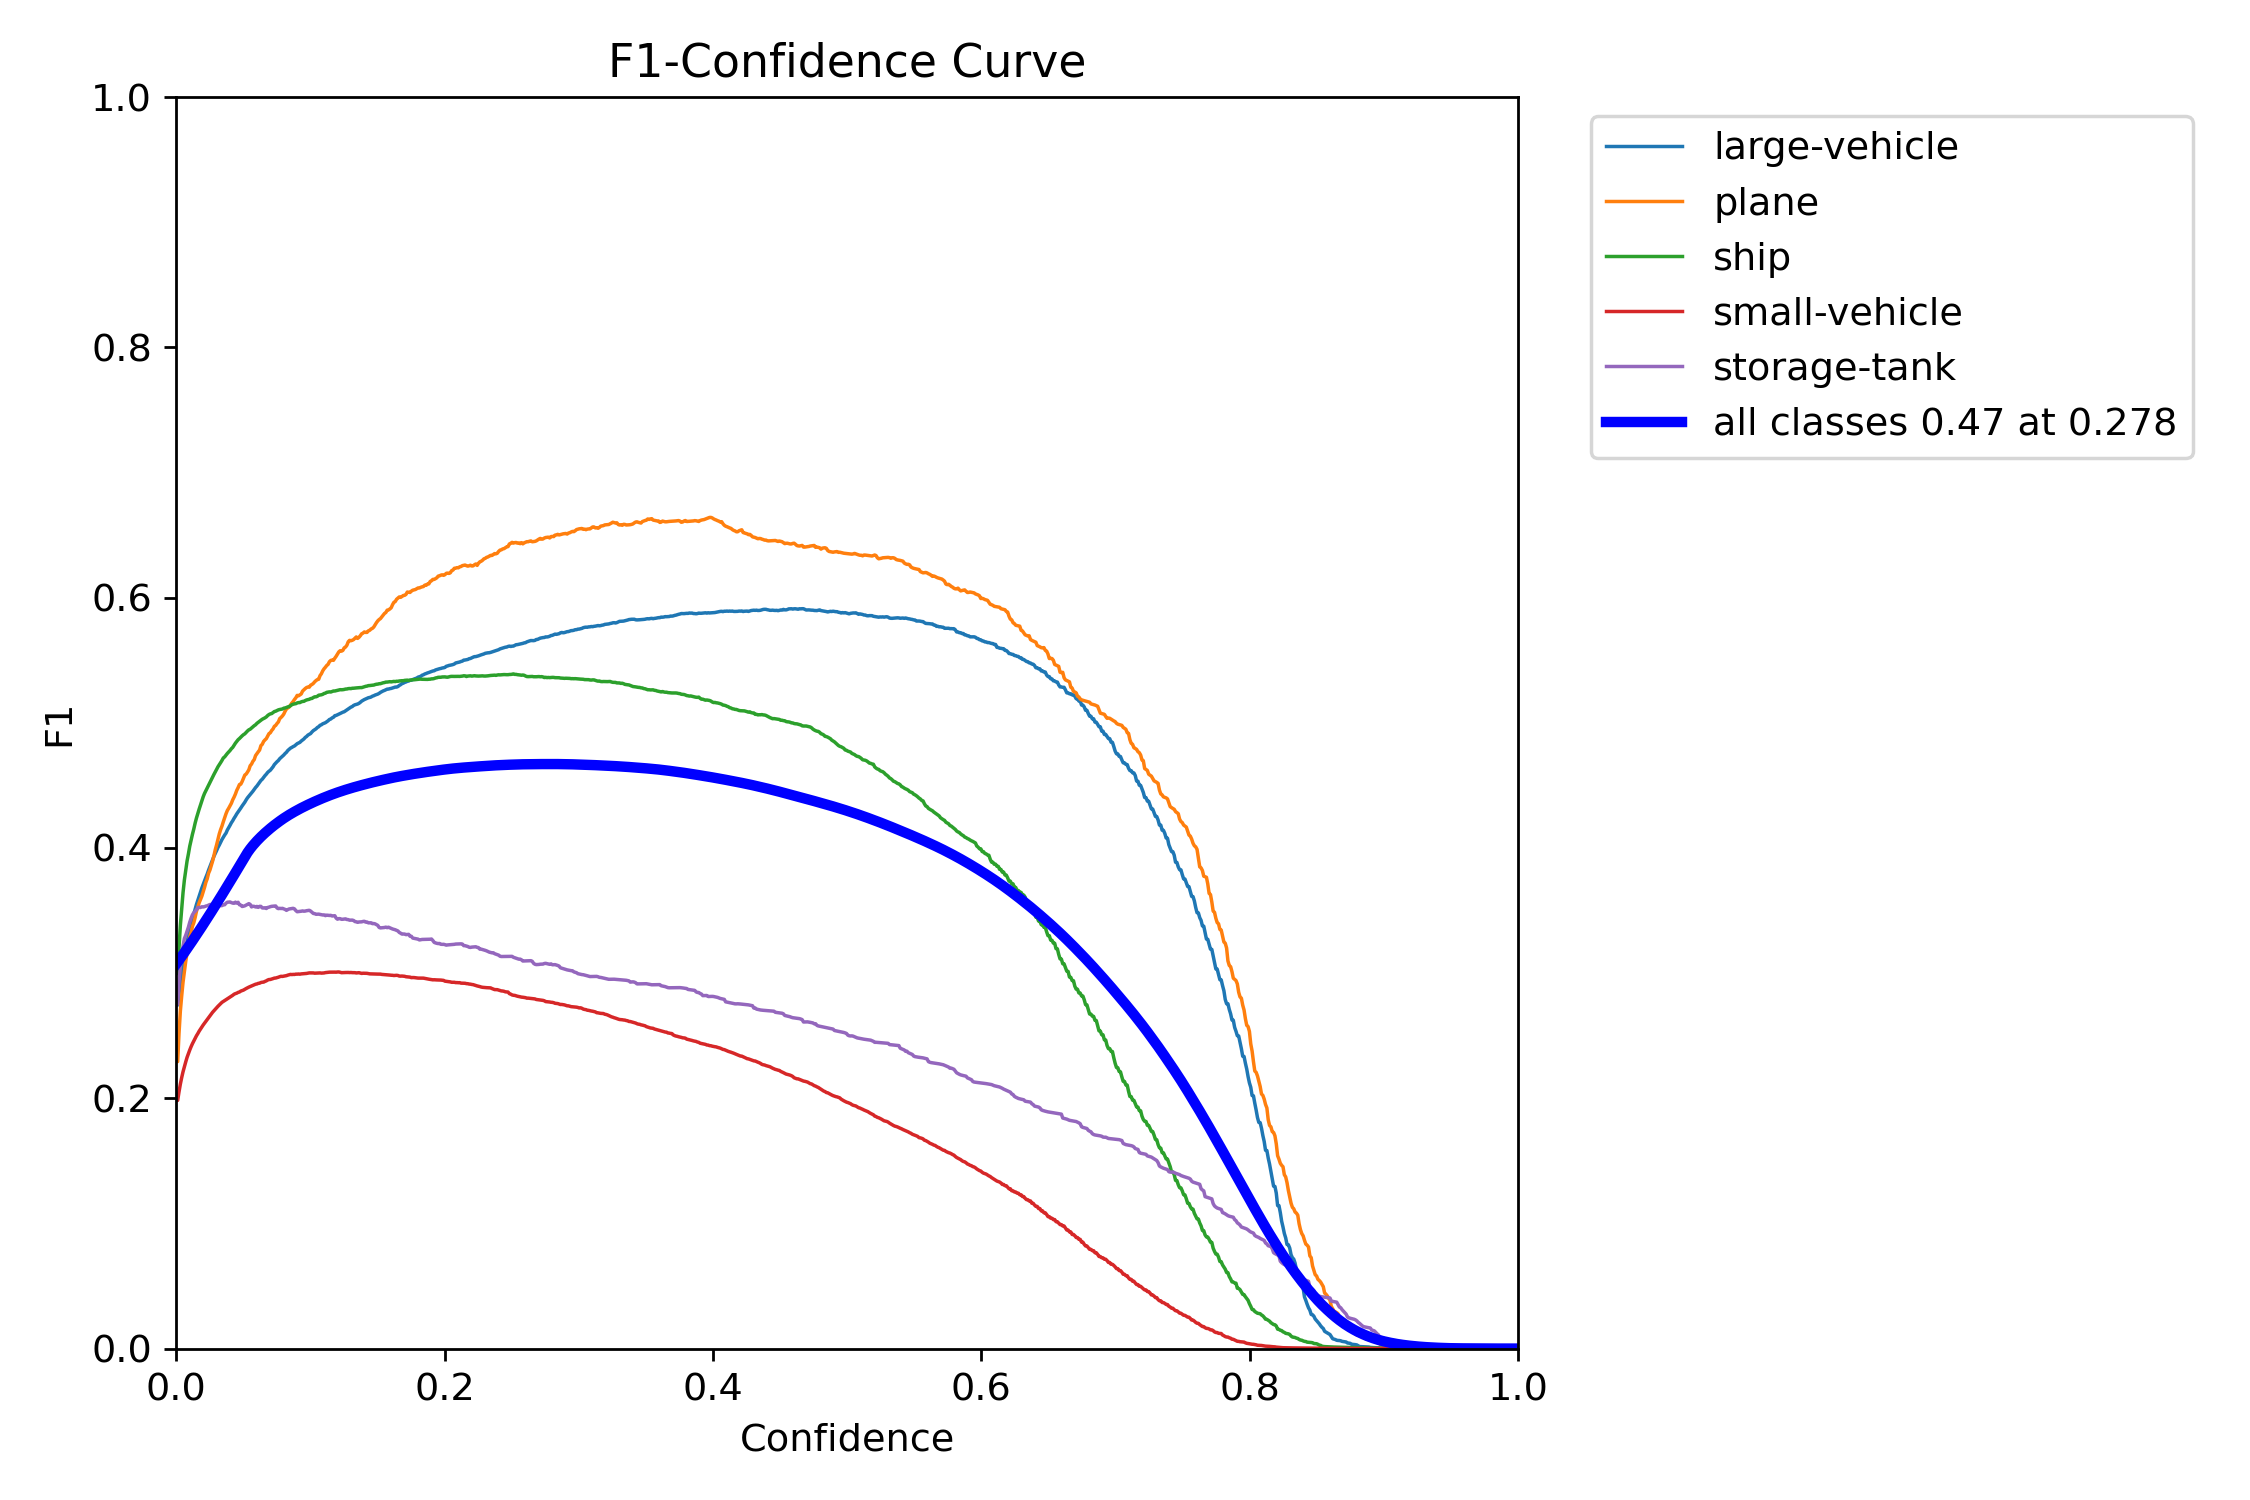 F1-Confidence Curve
1.0
0.8
0.6
0.4
0.2
0.0
F1
0.0 0.2 0.4 0.6 0.8 1.0
Confidence
large-vehicle
plane
ship
small-vehicle
storage-tank
all classes 0.47 at 0.278